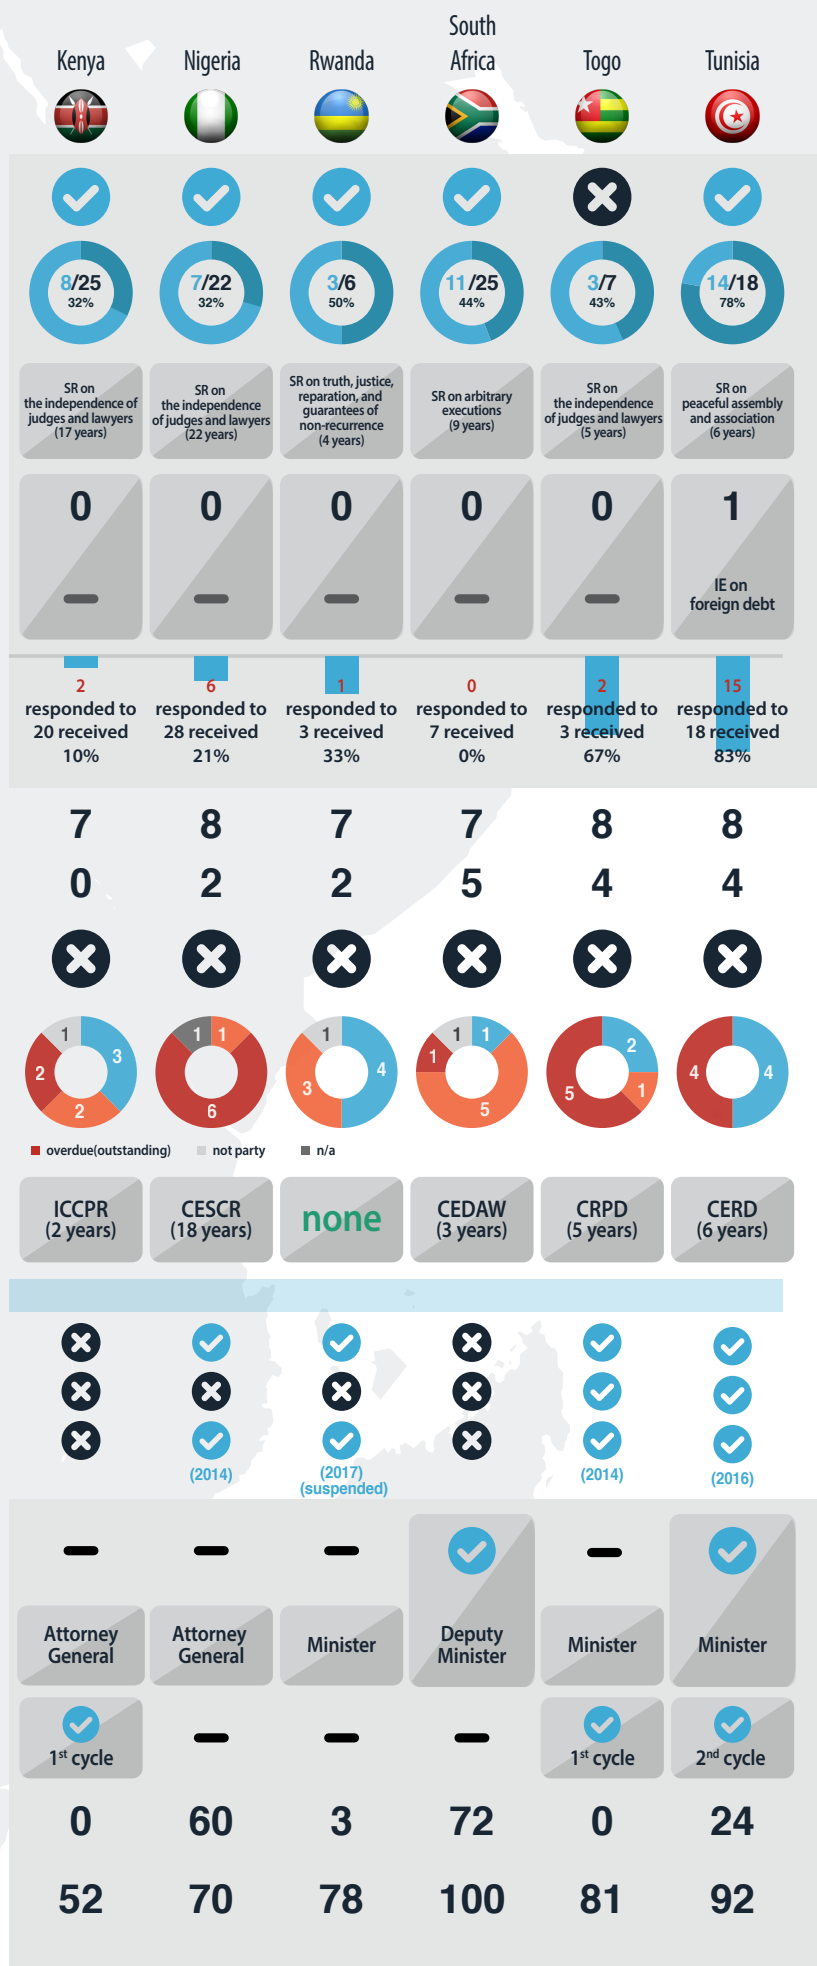 Kenya
Nigeria
Rwanda
South
Africa
Togo
Tunisia
8/25
32%
7/22
32%
3/6
50%
11/25
44%
3/7
43%
14/18
78%
SR on
the independence of
judges and lawyers
(17 years)
SR on
the independence
of judges and lawyers
(22 years)
SR on truth, justice,
reparation, and
guarantees of
non-recurrence
(4 years)
SR on arbitrary
executions
(9 years)
SR on
the independence
of judges and lawyers
(5 years)
SR on
peaceful assembly
and association
(6 years)
0
0
0
0
0
1
IE on
foreign debt
2
responded to
20 received
10%
6
responded to
28 received
21%
1
responded to
3 received
33%
0
responded to
7 received
0%
2
responded to
3 received
67%
15
responded to
18 received
83%
7 8 7 7 8 8
0 2 2 5 4 4
1
3
2
2
1
1
6
1
4
3
1
1
1
5
2
1
5
4
4
overdue(outstanding) not party n/a
ICCPR
(2 years)
CESCR
(18 years)
none
CEDAW
(3 years)
CRPD
(5 years)
CERD
(6 years)
(2014)
(2017)
(suspended)
(2014)
(2016)
Attorney
General
Attorney
General
Minister
Deputy
Minister
Minister
Minister
1st cycle
1st cycle
2nd cycle
0 60 3 72 0 24
52 70 78 100 81 92